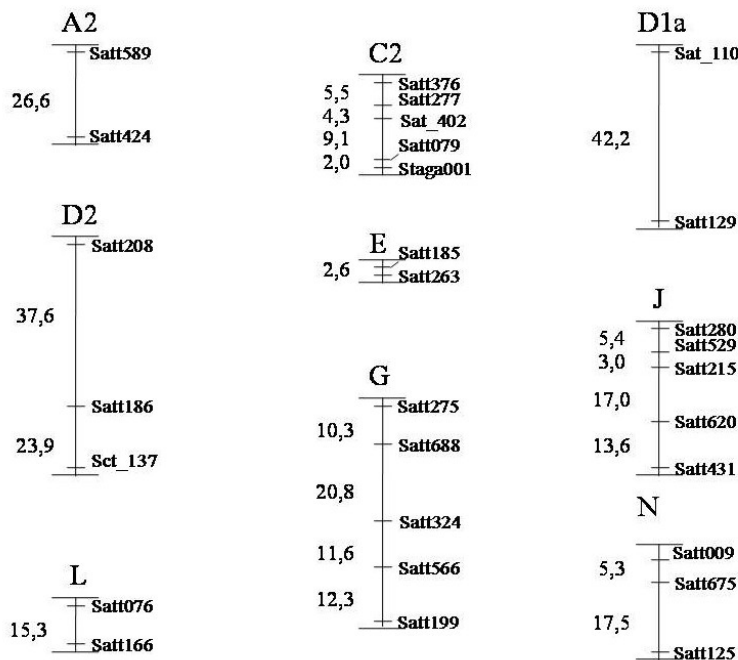 A2
Satt589
26,6
Satt424
C2
Satt376
5,5
Satt277
4,3
Sat_402
9,1
Satt079
2,0
Staga001
D1a
Sat_110
42,2
Satt129
D2
Satt208
37,6
Satt186
23,9
Sct_137
E
Satt185
2,6
Satt263
J
Satt280
5,4
Satt529
3,0
Satt215
17,0
Satt620
13,6
Satt431
G
Satt275
10,3
Satt688
20,8
Satt324
11,6
Satt566
12,3
Satt199
L
Satt076
15,3
Satt166
N
Satt009
5,3
Satt675
17,5
Satt125